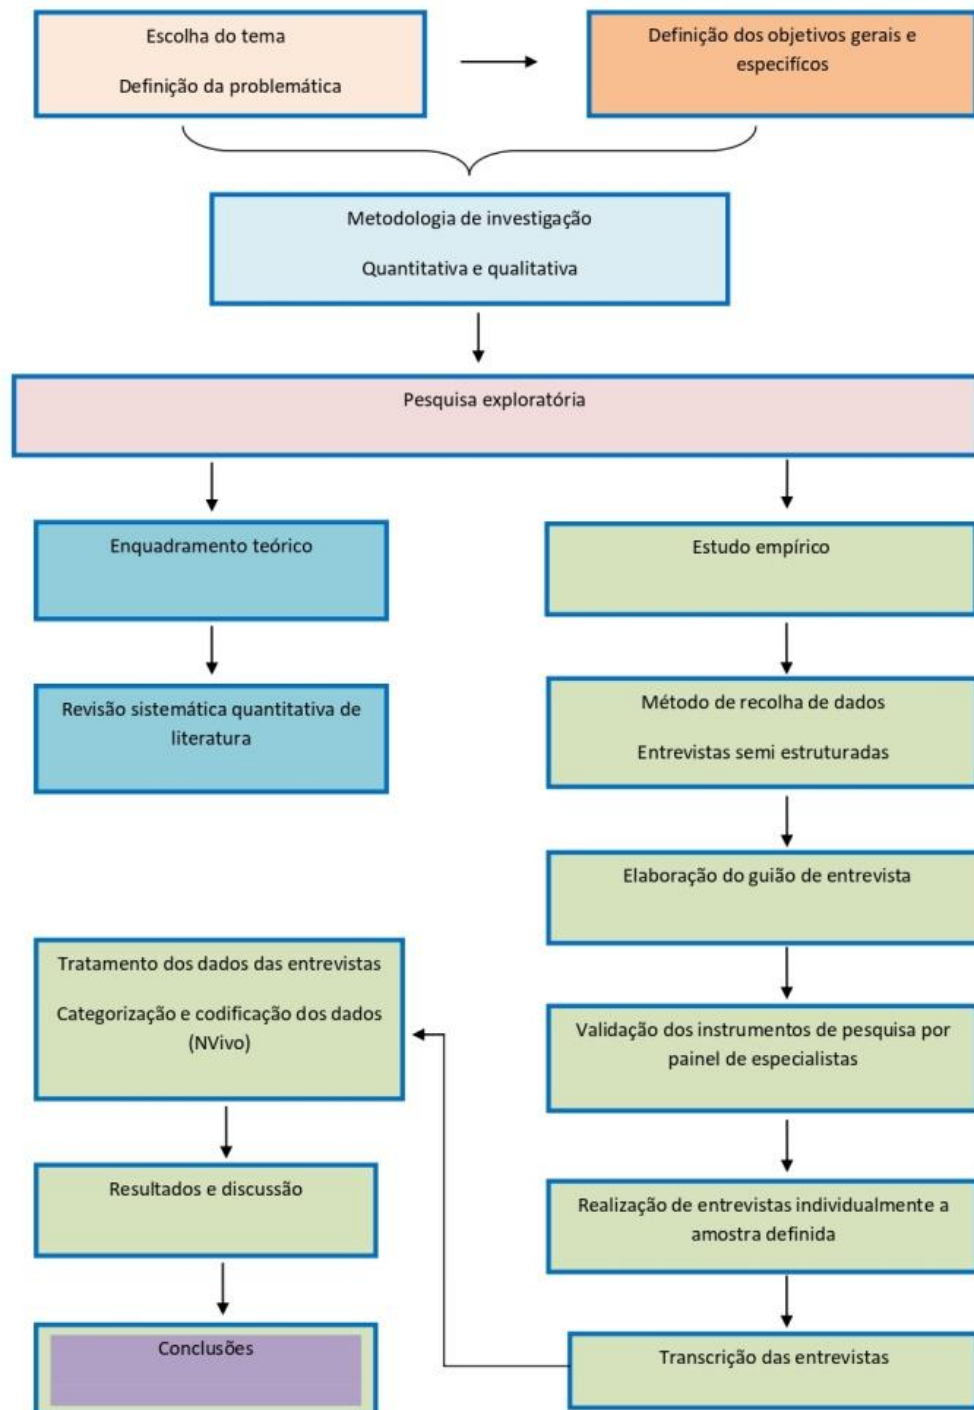 Escolha do tema
Definição da problemática
Definição dos objetivos gerais e
especifícos
Metodologia de investigação
Quantitativa e qualitativa
Pesquisa exploratória
Enquadramento teórico
Revisão sistemática quantitativa de
literatura
Estudo empírico
Método de recolha de dados
Entrevistas semi estruturadas
Elaboração do guião de entrevista
Validação dos instrumentos de pesquisa por
painel de especialistas
Realização de entrevistas individualmente a
amostra definida
Transcrição das entrevistas
Tratamento dos dados das entrevistas
Categorização e codificação dos dados
(NVivo)
Resultados e discussão
Conclusões